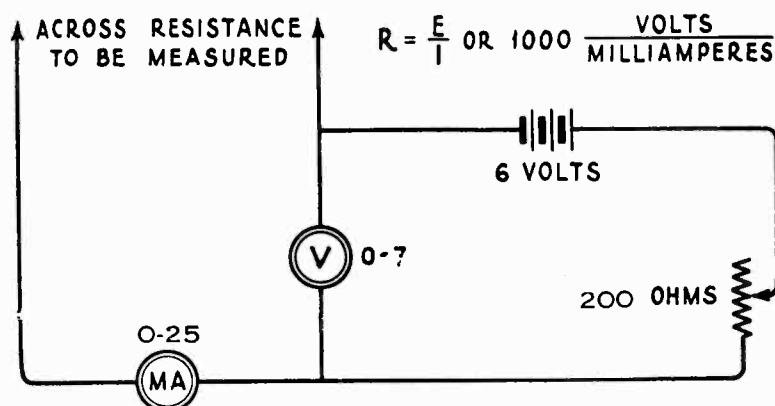 ACROSS RESISTANCE
TO BE MEASURED
R = E/I OR 1000 VOLTS/MILLIAMPERES
6 VOLTS
V 0-7
200 OHMS
0-25
MA